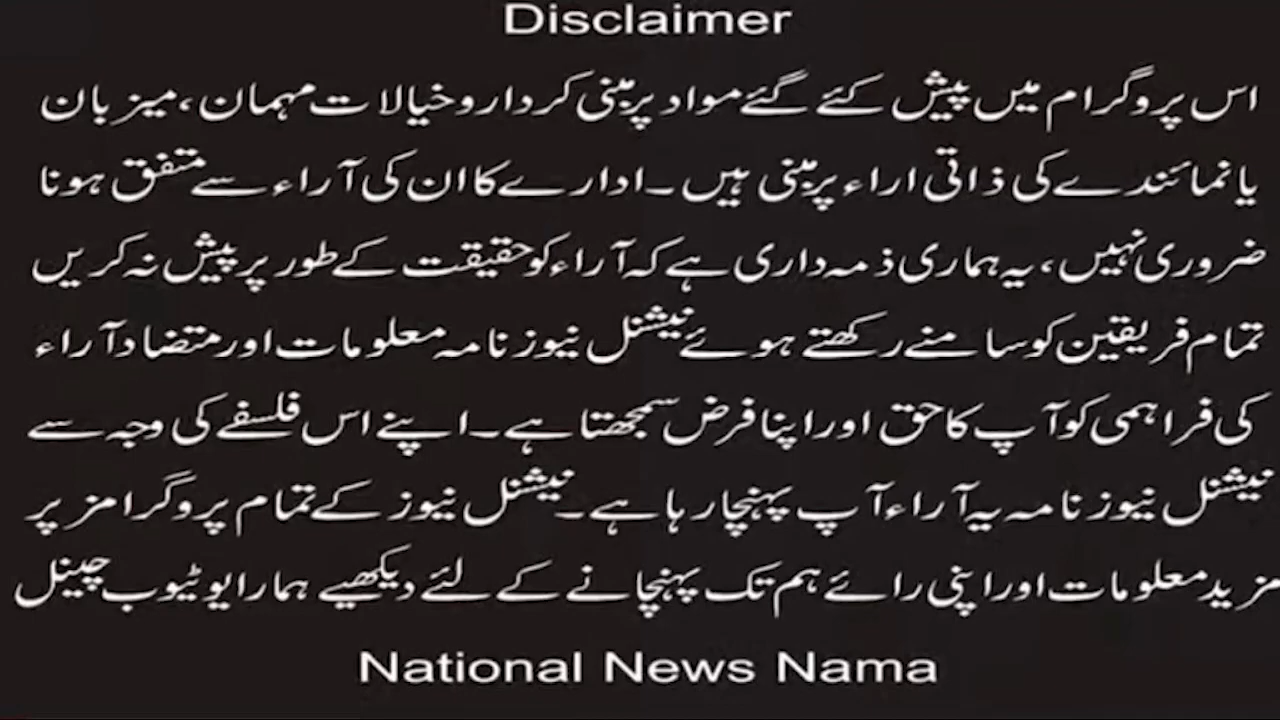 Disclaimer
اس پروگرام میں پیش کئے گئے مواد پر مبنی کردار و خیالات مہمان، میزبان
یا نمائندے کی ذاتی اراء پر مبنی ہیں۔ ادارے کا ان کی آراء سے متفق ہونا
ضروری نہیں، یہ ہماری ذمہ داری ہے کہ آراء کو حقیقت کے طور پر پیش نہ کریں
تمام فریقین کو سامنے رکھتے ہوئے نیشنل نیوز نامہ معلومات اور متضاد آراء
کی فراہمی کو آپ کا حق اور اپنا فرض سمجھتا ہے۔ اپنے اس فلسفے کی وجہ سے
نیشنل نیوز نامہ یہ آراء آپ پہنچا رہا ہے۔ نیشنل نیوز کے تمام پروگرامز پر
مزید معلومات اور اپنی رائے ہم تک پہنچانے کے لئے دیکھیے ہمارا یوٹیوب چینل
National News Nama